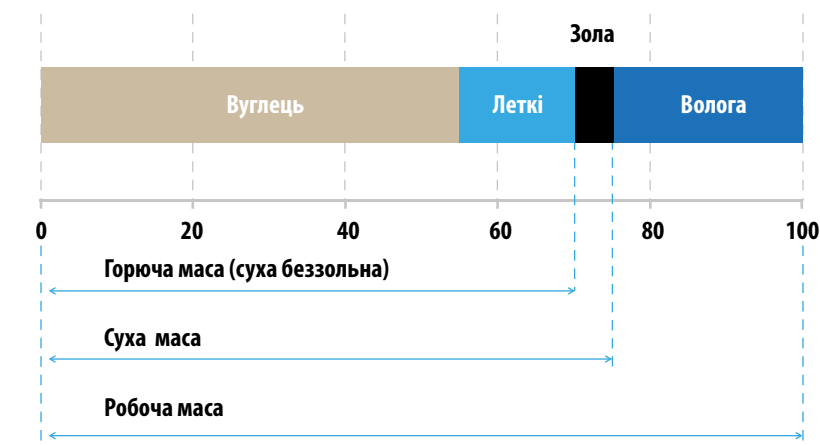 Зола
Вуглець Леткі Волога
0 20 40 60 80 100
Горюча маса (суха беззольна)
Суха маса
Робоча маса